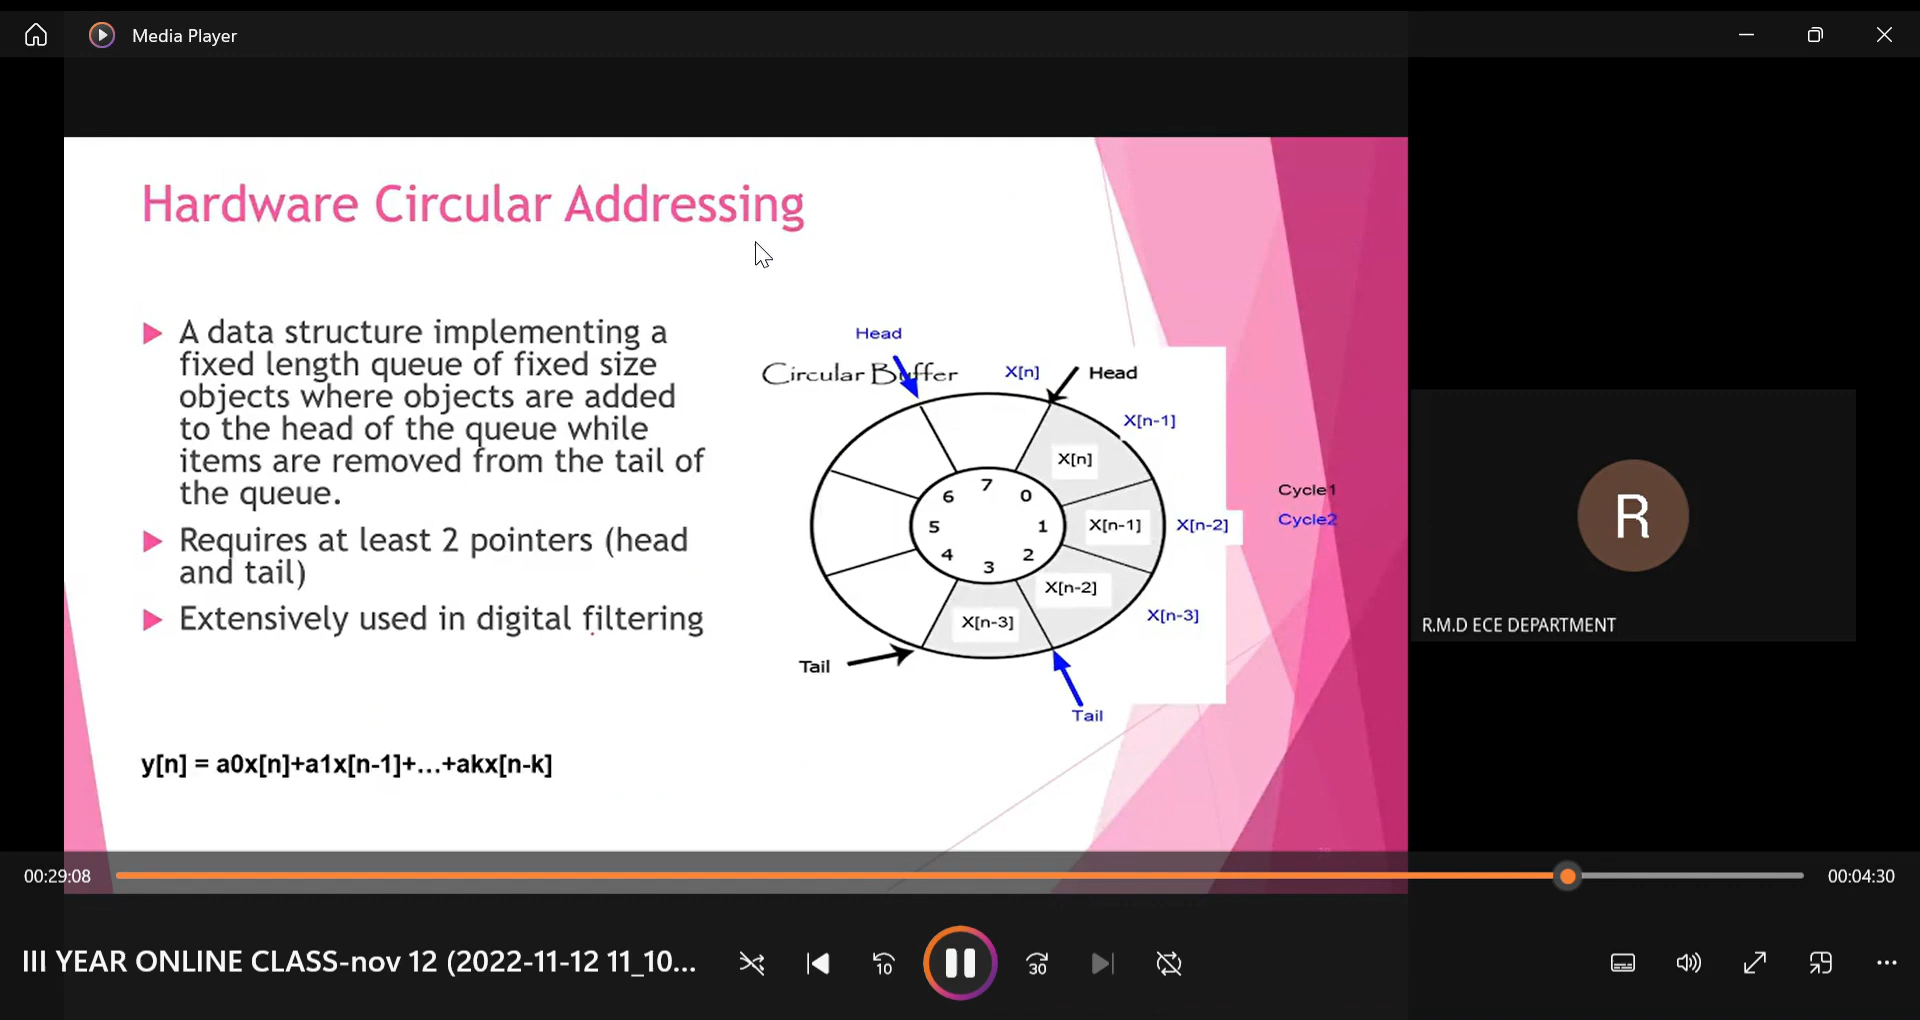 Media Player
Hardware Circular Addressing
A data structure implementing a
fixed length queue of fixed size
objects where objects are added
to the head of the queue while
items are removed from the tail of
the queue.
Requires at least 2 pointers (head
and tail)
Extensively used in digital filtering
y[n] = a0x[n]+a1x[n-1]+...+akx[n-k]
Head
Circular Buffer
X[n]
Head
X[n-1]
X[n]
7
6
0
5
1
X[n-1]
X[n-2]
4
2
3
X[n-2]
X[n-3]
X[n-3]
Tail
Tail
Cycle1
Cycle2
R
R.M.D ECE DEPARTMENT
00:29:08
00:04:30
III YEAR ONLINE CLASS-nov 12 (2022-11-12 11_10...
10
30